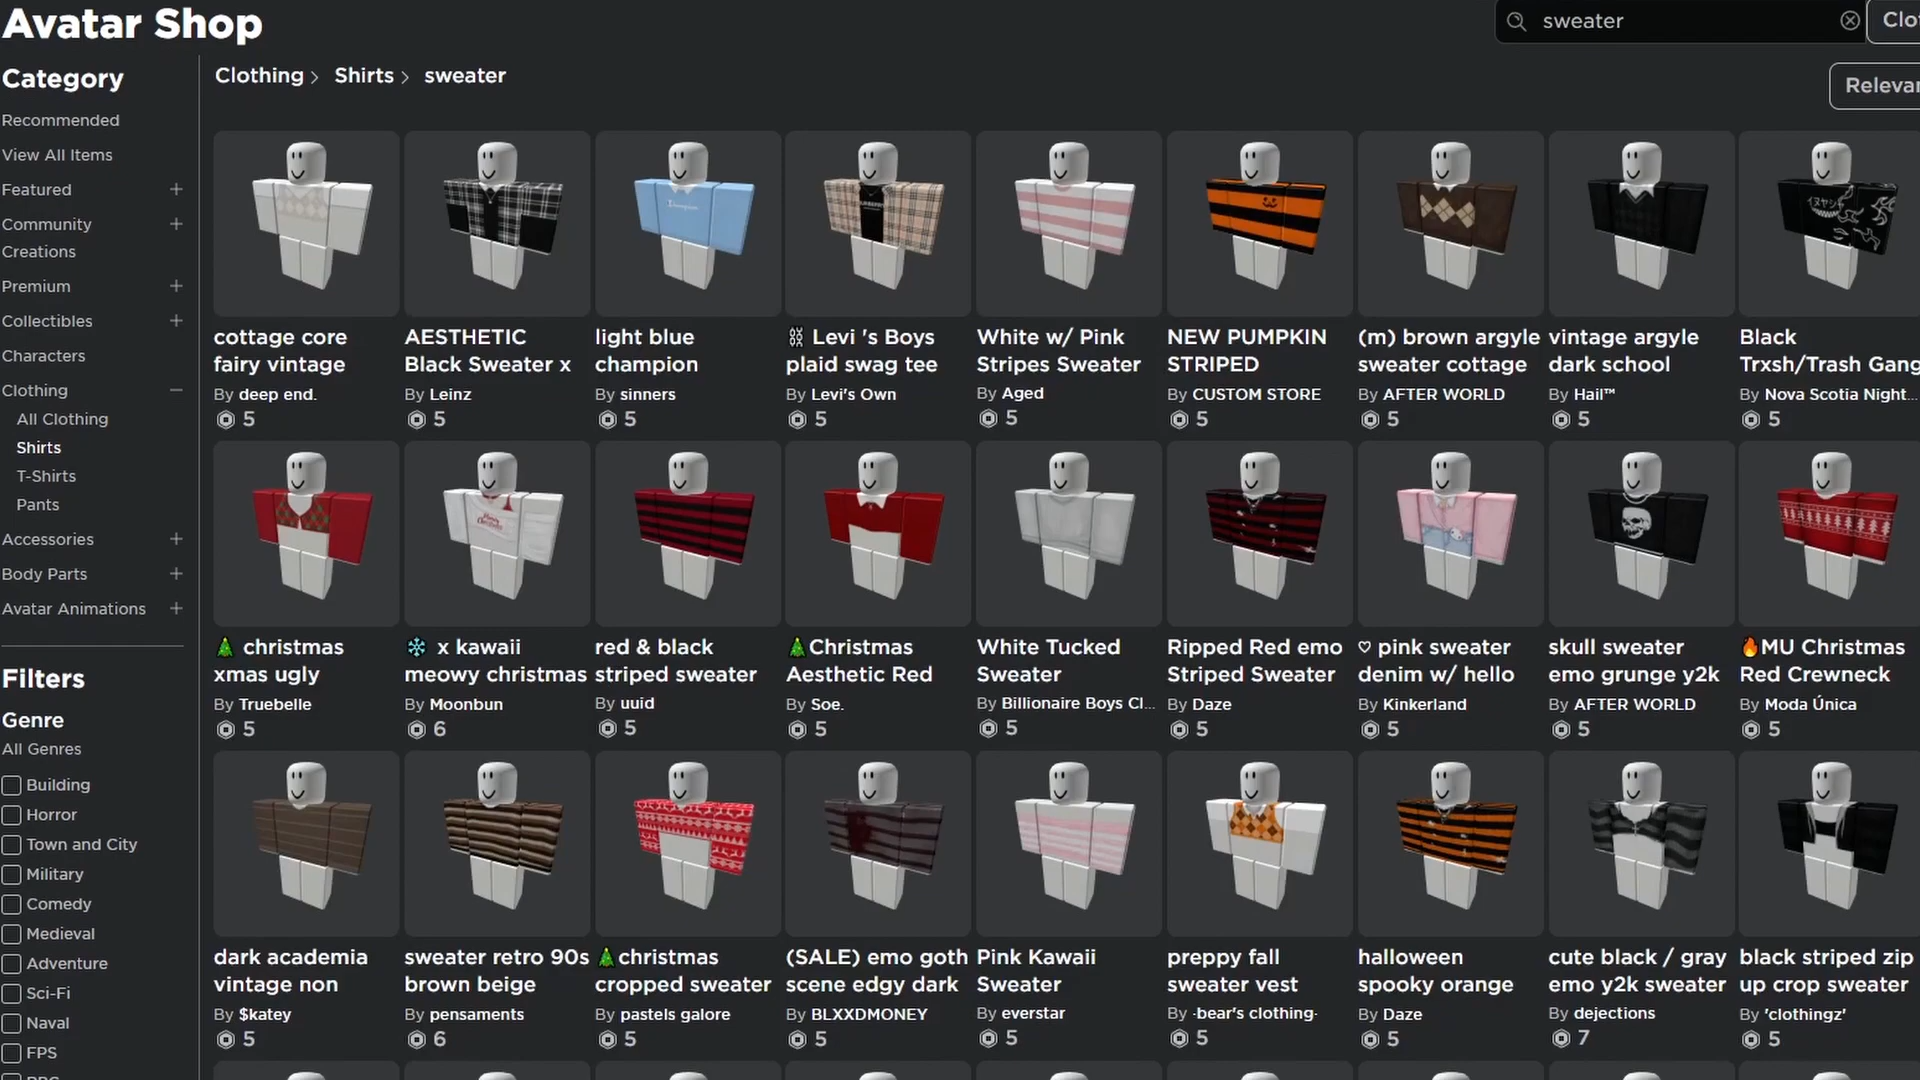 Avatar Shop
sweater
Clo
Category
Clothing > Shirts > sweater
Relevan
Recommended
View All Items
Featured +
Community +
Creations
Premium +
Collectibles +
Characters
Clothing −
All Clothing
Shirts
T-Shirts
Pants
Accessories +
Body Parts +
Avatar Animations +
Filters
Genre
All Genres
Building
Horror
Town and City
Military
Comedy
Medieval
Adventure
Sci-Fi
Naval
FPS
cottage core
fairy vintage
By deep end.
5
AESTHETIC
Black Sweater x
By Leinz
5
Champion
light blue
champion
By sinners
5
⛓ Levi 's Boys
plaid swag tee
By Levi's Own
5
White w/ Pink
Stripes Sweater
By Aged
5
NEW PUMPKIN
STRIPED
By CUSTOM STORE
5
(m) brown argyle
sweater cottage
By AFTER WORLD
5
vintage argyle
dark school
By Hail™
5
イヌヤシャ
Black
Trxsh/Trash Gang
By Nova Scotia Night...
5
🎄 christmas
xmas ugly
By Truebelle
5
❄ x kawaii
meowy christmas
By Moonbun
6
red & black
striped sweater
By uuid
5
🎄Christmas
Aesthetic Red
By Soe.
5
White Tucked
Sweater
By Billionaire Boys Cl...
5
Ripped Red emo
Striped Sweater
By Daze
5
♡ pink sweater
denim w/ hello
By Kinkerland
5
skull sweater
emo grunge y2k
By AFTER WORLD
5
🔥MU Christmas
Red Crewneck
By Moda Única
5
dark academia
vintage non
By $katey
5
sweater retro 90s
brown beige
By pensaments
6
🎄christmas
cropped sweater
By pastels galore
5
(SALE) emo goth
scene edgy dark
By BLXXDMONEY
5
Pink Kawaii
Sweater
By everstar
5
preppy fall
sweater vest
By -bear's clothing-
5
halloween
spooky orange
By Daze
5
cute black / gray
emo y2k sweater
By dejections
7
black striped zip
up crop sweater
By 'clothingz'
5